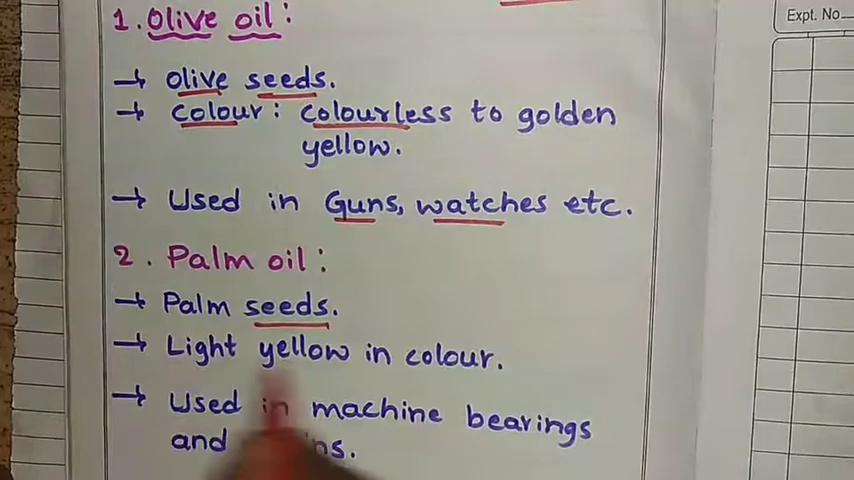 1. Olive oil :
→ olive seeds.
→ colour : colourless to golden
yellow.
→ Used in Guns, watches etc.
2. Palm oil :
→ Palm seeds.
→ Light yellow in colour.
→ Used in machine bearings
and
Expt. No